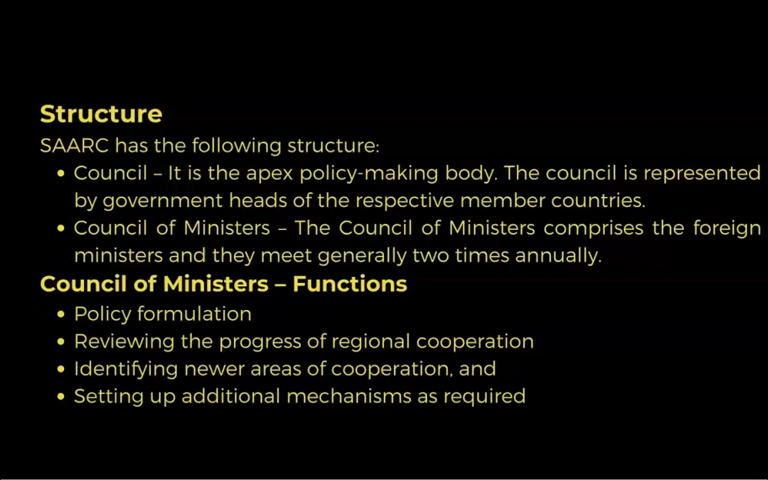 Structure
SAARC has the following structure:
• Council – It is the apex policy-making body. The council is represented
by government heads of the respective member countries.
• Council of Ministers – The Council of Ministers comprises the foreign
ministers and they meet generally two times annually.
Council of Ministers – Functions
• Policy formulation
• Reviewing the progress of regional cooperation
• Identifying newer areas of cooperation, and
• Setting up additional mechanisms as required